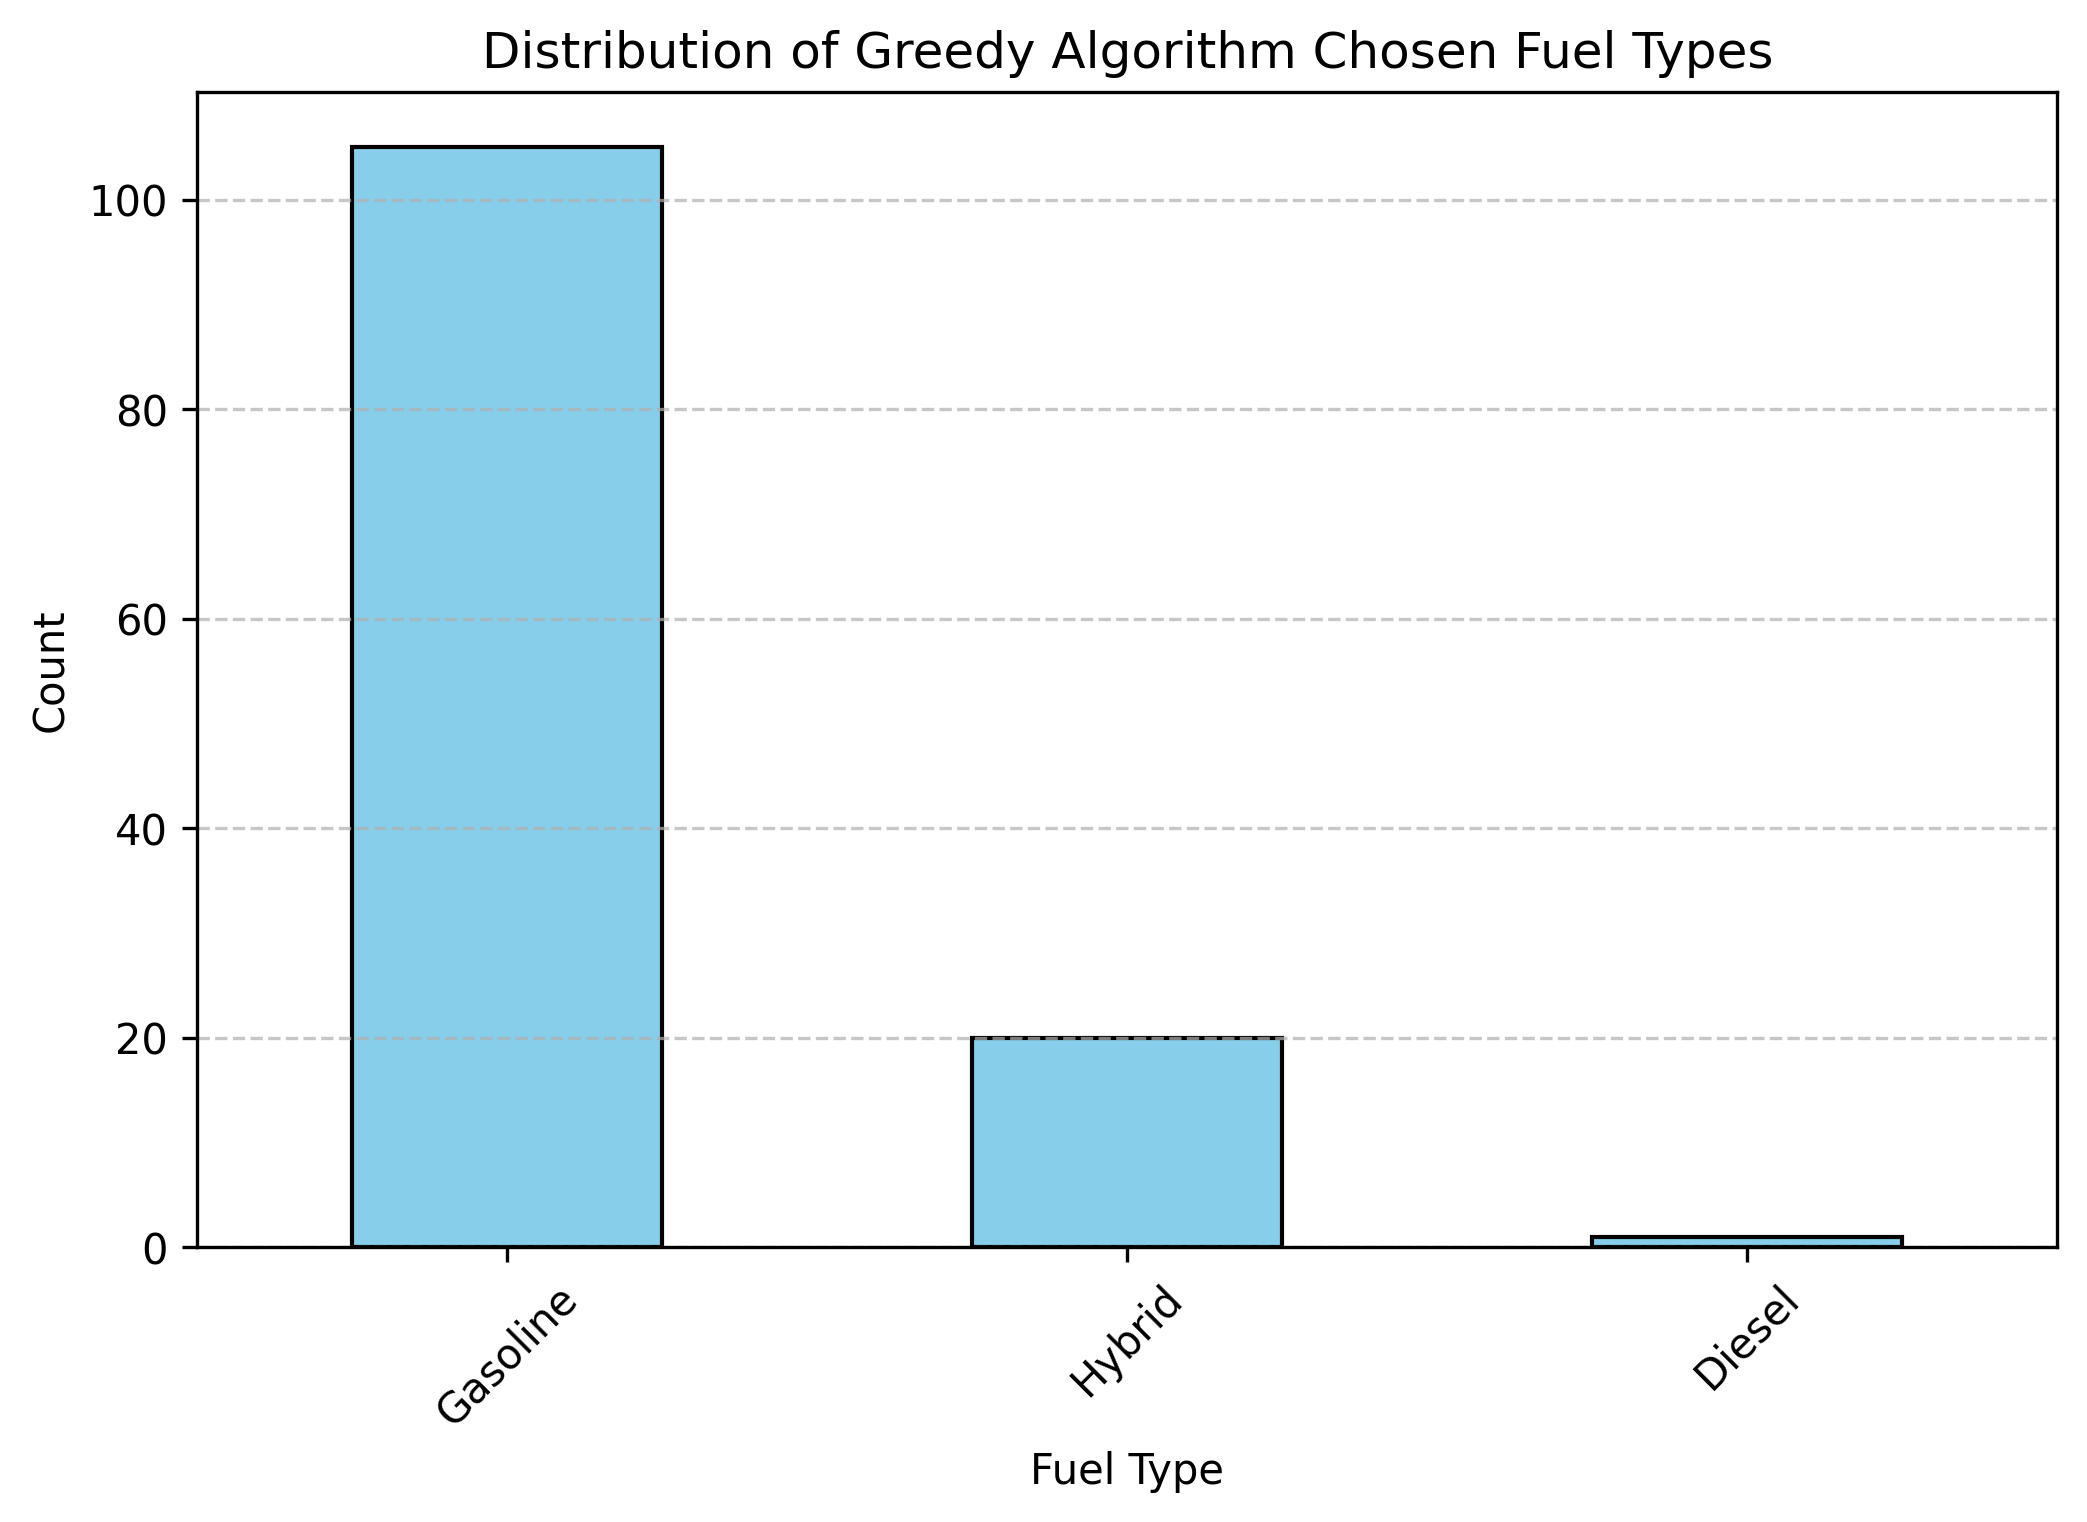 Distribution of Greedy Algorithm Chosen Fuel Types
Count
100
80
60
40
20
0
Gasoline
Hybrid
Diesel
Fuel Type